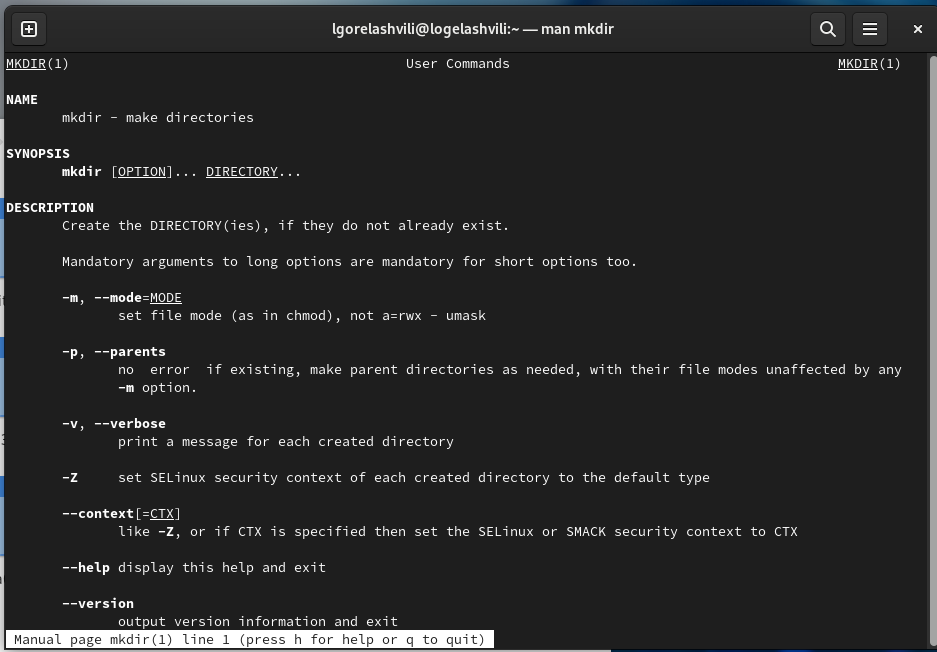 lgorelashvili@logelashvili:~ — man mkdir
MKDIR(1) User Commands MKDIR(1)
NAME
mkdir - make directories
SYNOPSIS
mkdir [OPTION]... DIRECTORY...
DESCRIPTION
Create the DIRECTORY(ies), if they do not already exist.
Mandatory arguments to long options are mandatory for short options too.
-m, --mode=MODE
set file mode (as in chmod), not a=rwx - umask
-p, --parents
no  error  if existing, make parent directories as needed, with their file modes unaffected by any
-m option.
-v, --verbose
print a message for each created directory
-Z set SELinux security context of each created directory to the default type
--context[=CTX]
like -Z, or if CTX is specified then set the SELinux or SMACK security context to CTX
--help display this help and exit
--version
output version information and exit
Manual page mkdir(1) line 1 (press h for help or q to quit)